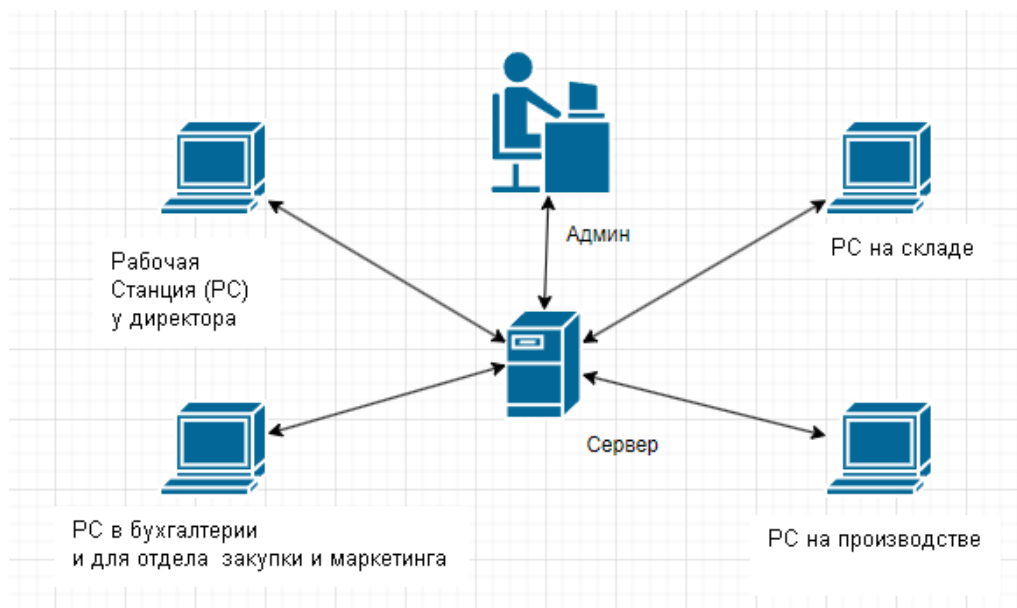 Админ
РС на складе
Рабочая
Станция (РС)
у директора
Сервер
РС в бухгалтерии
и для отдела закупки и маркетинга
РС на производстве